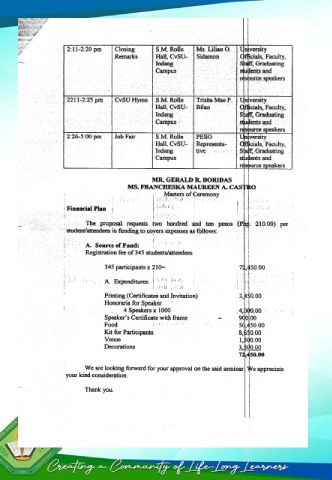 2:11-2:20 pm Closing S.M. Rolle Ms. Lilian O. University
Remarks Hall, CvSU- Sidamon Officials, Faculty,
Indang Staff, Graduating
Campus students and
resource speakers
2211-2:25 pm CvSU Hymn S.M. Rolle Trisha Mae P. University
Hall, CvSU- Bilan Officials, Faculty,
Indang Staff, Graduating
Campus students and
resource speakers
2:26-5:00 pm Job Fair S.M. Rolle PESO University
Hall, CvSU- Representa- Officials, Faculty,
Indang tive Staff, Graduating
Campus students and
resource speakers
MR. GERALD R. BORIDAS
MS. FRANCHESKA MAUREEN A. CASTRO
Masters of Ceremony
Financial Plan
The proposal requests two hundred and ten pesos (Php. 210.00) per
student/attendees in funding to covers expenses as follows:
A. Source of Fund:
Registration fee of 345 students/attendees
345 participants x 210= 72,450.00
A. Expenditures:
Printing (Certificates and Invitation) 3,450.00
Honoraria for Speaker
4 Speakers x 1000 4,000.00
Speaker's Certificate with frame - 900.00
Food 50,450.00
Kit for Participants 8,650.00
Venue 1,500.00
Decorations 3,500.00
72,450.00
We are looking forward for your approval on the said seminar. We appreciate
your kind consideration.
Thank you.
Creating a Community of Life-Long Learners